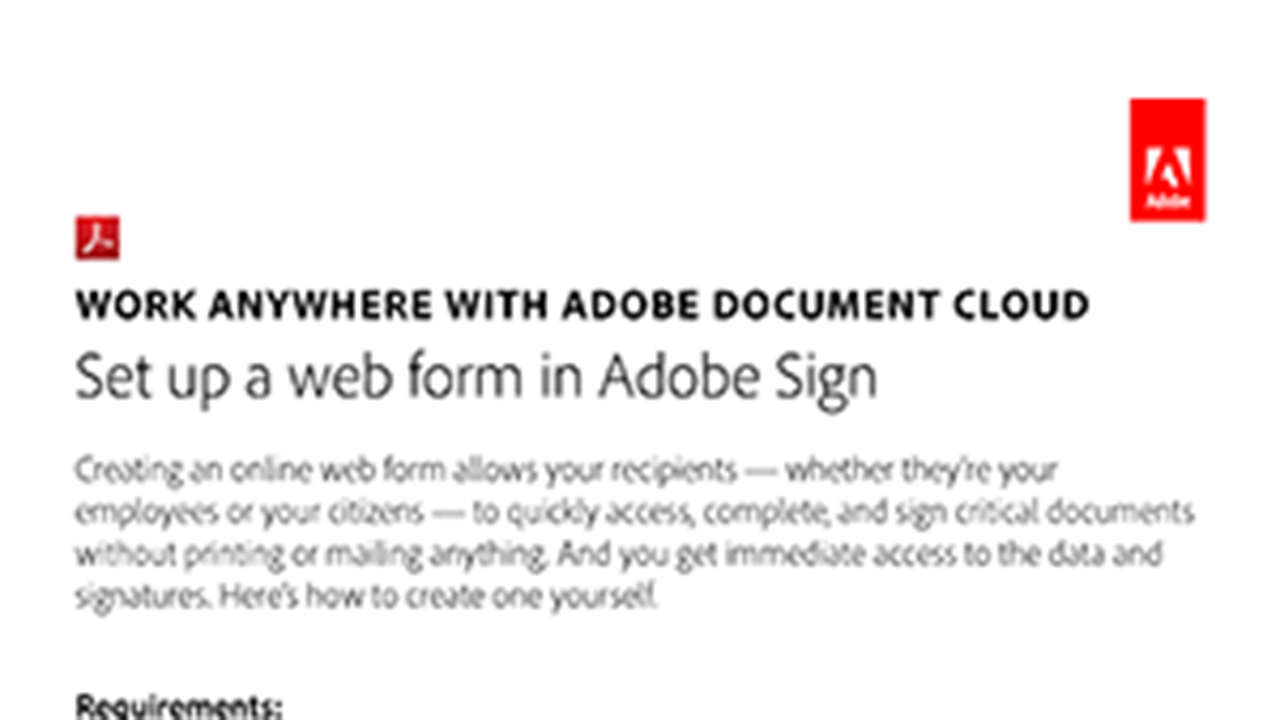 Adobe
WORK ANYWHERE WITH ADOBE DOCUMENT CLOUD
Set up a web form in Adobe Sign
Creating an online web form allows your recipients — whether they're your
employees or your citizens — to quickly access, complete, and sign critical documents
without printing or mailing anything. And you get immediate access to the data and
signatures. Here's how to create one yourself.
Requirements: